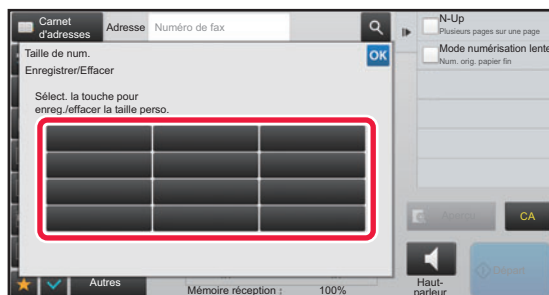 Carnet
d'adresses
Adresse
Numéro de fax
N-Up
Plusieurs pages sur une page
Taille de num.
OK
Mode numérisation lente
Num. orig. papier fin
Enregistrer/Effacer
Sélect. la touche pour
enreg./effacer la taille perso.
CA
Autres
Mémoire réception :
100%
Départ
Haut-
parleur